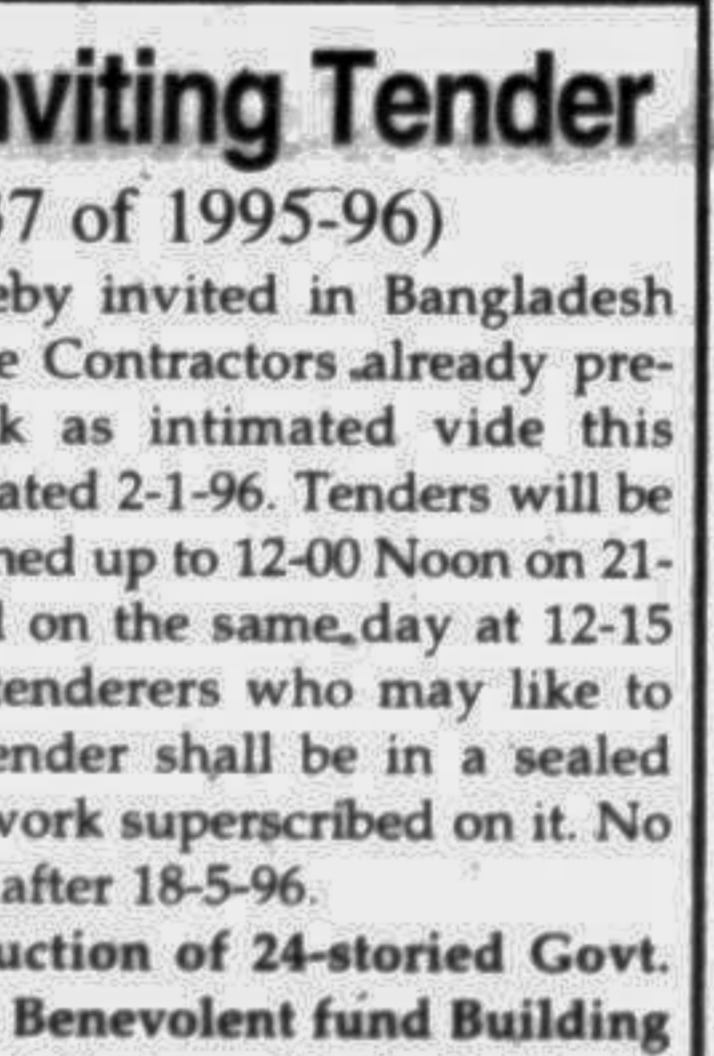 nviting Tender
37 of 1995-96)
eby invited in Bangladesh
e Contractors already pre-
k as intimated vide this
ated 2-1-96. Tenders will be
ned up to 12-00 Noon on 21-
l on the same day at 12-15
tenderers who may like to
ender shall be in a sealed
work superscribed on it. No
after 18-5-96.
uction of 24-storied Govt.
Benevolent fund Building